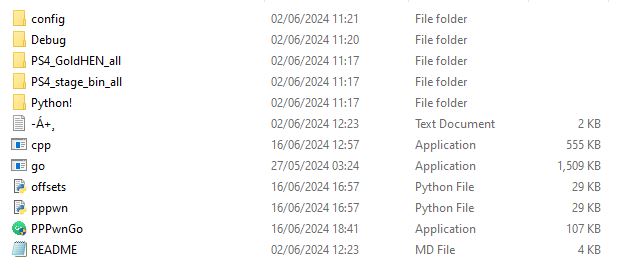 config 02/06/2024 11:21 File folder
Debug 02/06/2024 11:20 File folder
PS4_GoldHEN_all 02/06/2024 11:17 File folder
PS4_stage_bin_all 02/06/2024 11:17 File folder
Python! 02/06/2024 11:17 File folder
-Á+¸ 02/06/2024 12:23 Text Document 2 KB
cpp 16/06/2024 12:57 Application 555 KB
go 27/05/2024 03:24 Application 1,509 KB
offsets 16/06/2024 16:57 Python File 29 KB
pppwn 16/06/2024 16:57 Python File 29 KB
PPPwnGo 16/06/2024 18:41 Application 107 KB
README 02/06/2024 12:23 MD File 4 KB